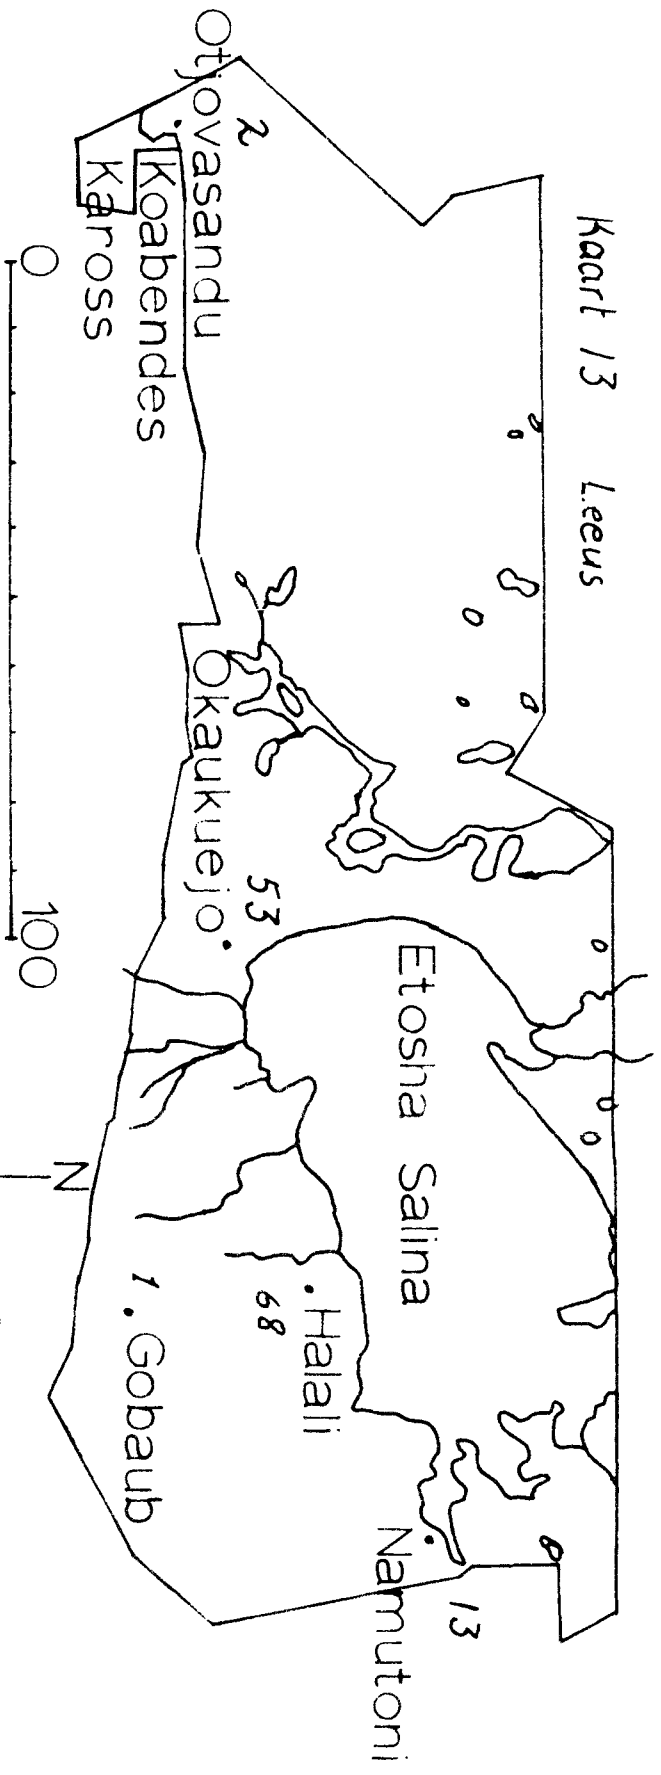 Kaart 13 Leeus
Etosha Salina
Namutoni
13
Halali
68
53
Okaukuejo
1
Gobaub
2
Otjovasandu
Koabendes
Kaross
N
0
100